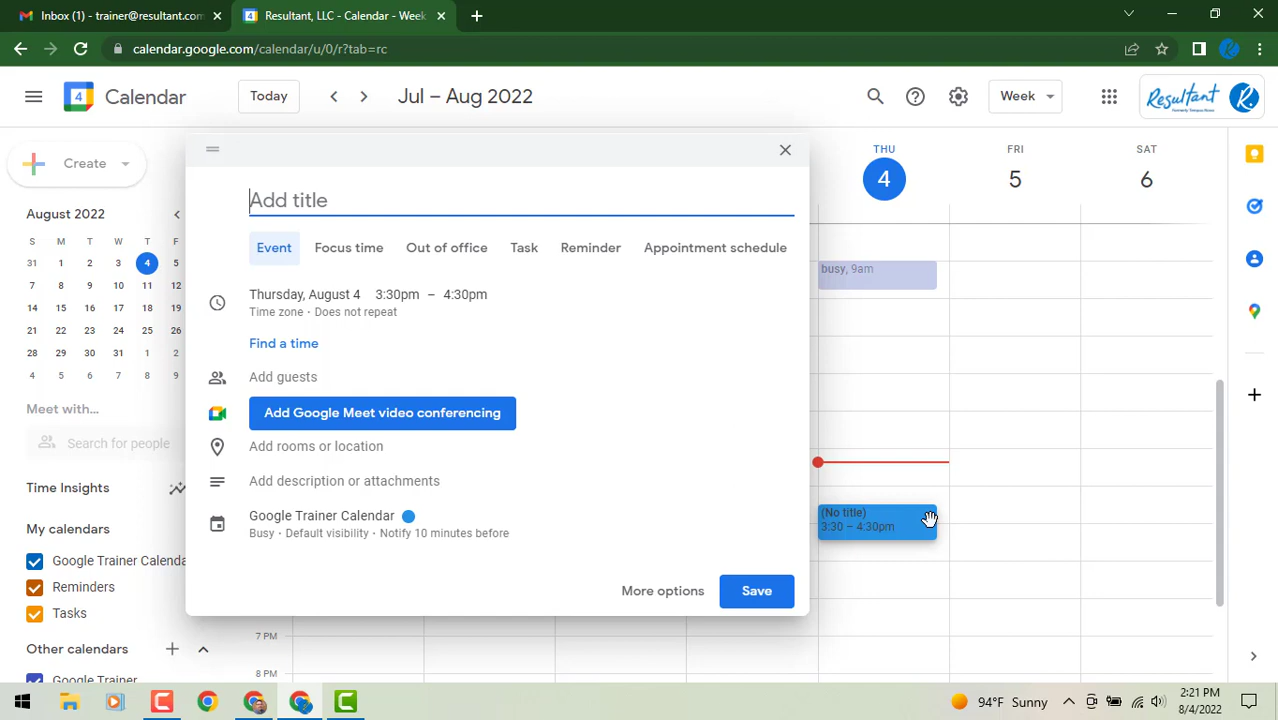 Inbox (1) - trainer@resultant.com
Resultant, LLC - Calendar - Week
calendar.google.com/calendar/u/0/r?tab=rc
4
Calendar
Today
Jul – Aug 2022
Week
Resultant
R.
Create
Add title
THU
4
FRI
5
SAT
6
August 2022
S M T W T F S
31 1 2 3 4 5
7 8 9 10 11 12
14 15 16 17 18 19
21 22 23 24 25 26
28 29 30 31 1 2
4 5 6 7 8 9
Event
Focus time
Out of office
Task
Reminder
Appointment schedule
busy, 9am
Thursday, August 4 3:30pm – 4:30pm
Time zone • Does not repeat
Find a time
Add guests
Add Google Meet video conferencing
Add rooms or location
Add description or attachments
Google Trainer Calendar
Busy • Default visibility • Notify 10 minutes before
More options
Save
(No title)
3:30 – 4:30pm
Meet with...
Search for people
Time Insights
My calendars
Google Trainer Calenda
Reminders
Tasks
Other calendars
Google Trainer
7 PM
8 PM
94°F Sunny
2:21 PM
8/4/2022